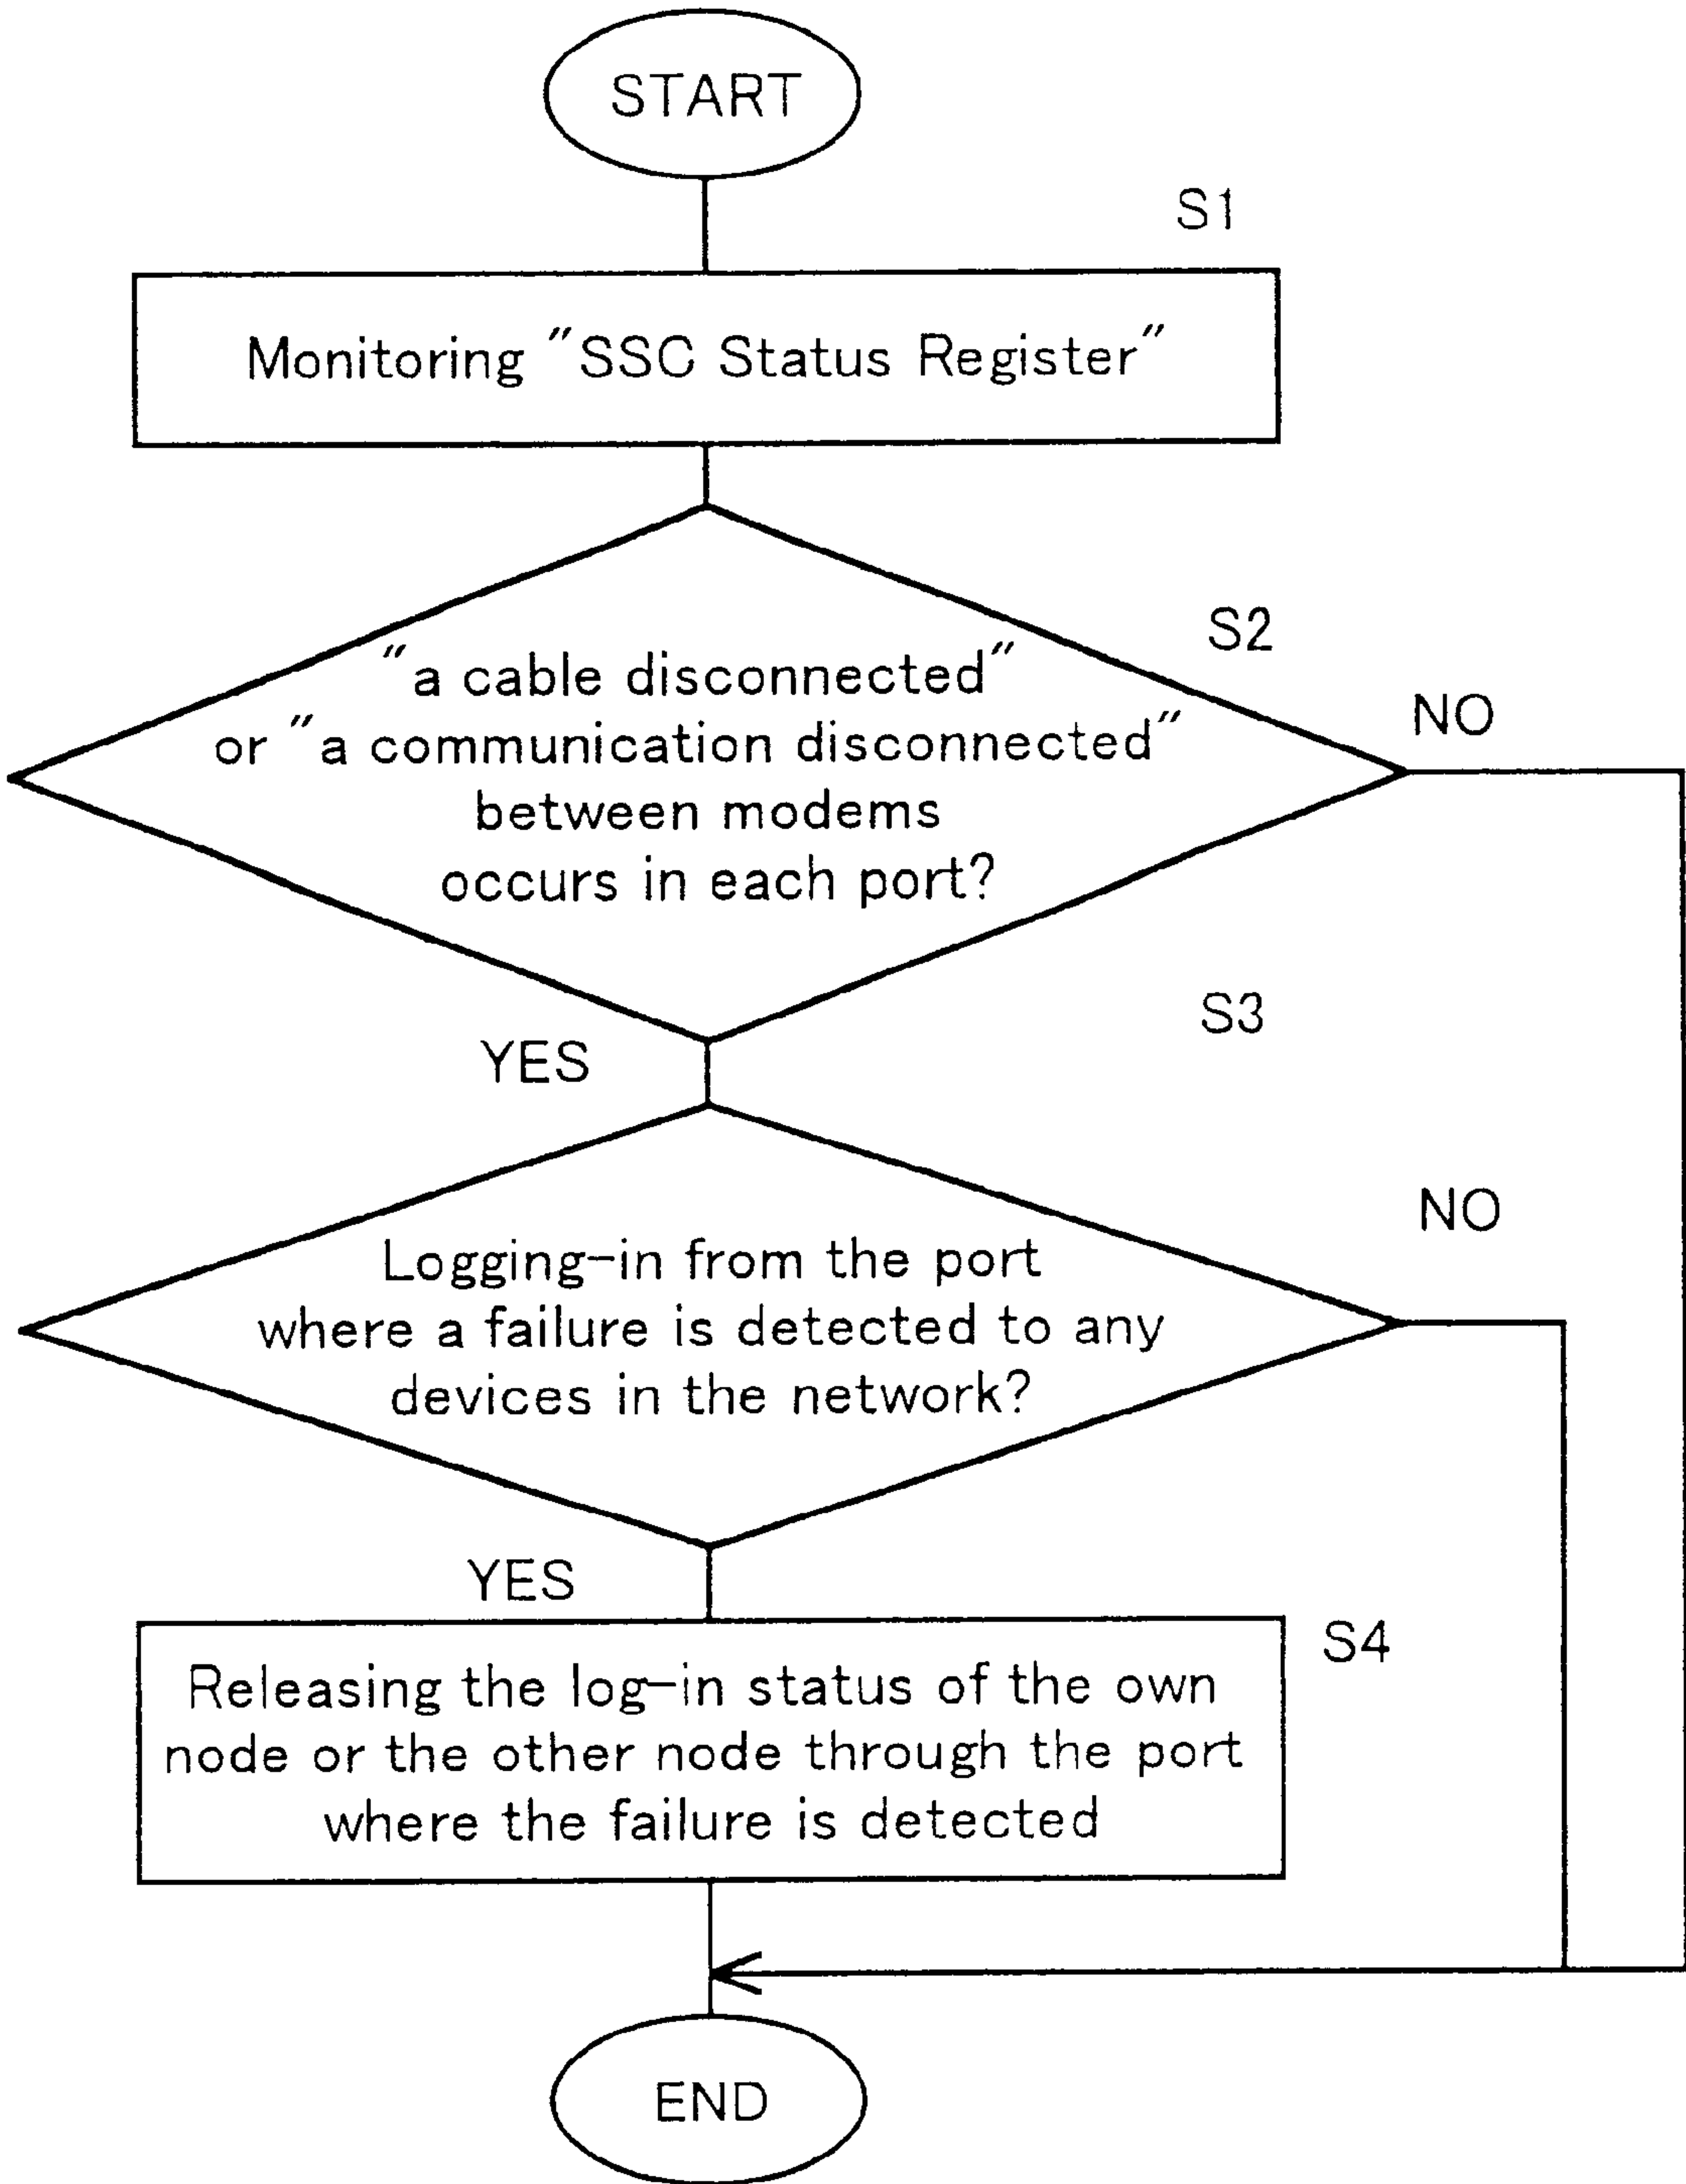 START
S1
Monitoring "SSC Status Register"
S2
"a cable disconnected"
or "a communication disconnected"
between modems
occurs in each port?
NO
YES
S3
Logging-in from the port
where a failure is detected to any
devices in the network?
NO
YES
S4
Releasing the log-in status of the own
node or the other node through the port
where the failure is detected
END